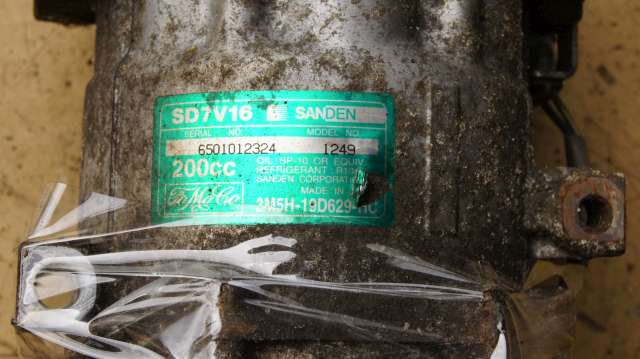 SD7V16 SANDEN
SERIAL NO. MODEL NO.
6501012324 1249
200cc
OIL SP-10 OR EQUIV.
REFRIGERANT
SANDEN CORPORATION
FoMoCo MADE IN
3M5H-19D629-